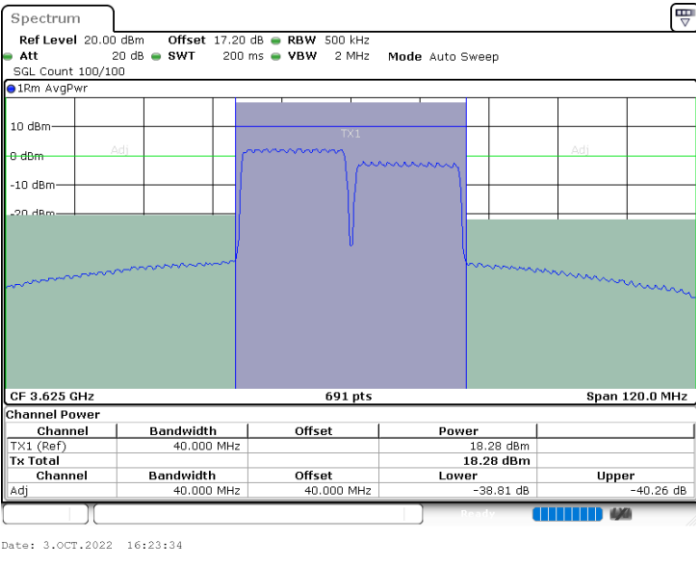 Spectrum
Ref Level 20.00 dBm Offset 17.20 dB RBW 500 kHz
Att 20 dB SWT 200 ms VBW 2 MHz Mode Auto Sweep
SGL Count 100/100
1Rm AvgPwr
10 dBm
TX1
Adj Adj
0 dBm
-10 dBm
-20 dBm
CF 3.625 GHz 691 pts Span 120.0 MHz
Channel Power
Channel Bandwidth Offset Power
TX1 (Ref) 40.000 MHz 18.28 dBm
Tx Total 18.28 dBm
Channel Bandwidth Offset Lower Upper
Adj 40.000 MHz 40.000 MHz -38.81 dB -40.26 dB
Ready
Date: 3.OCT.2022 16:23:34